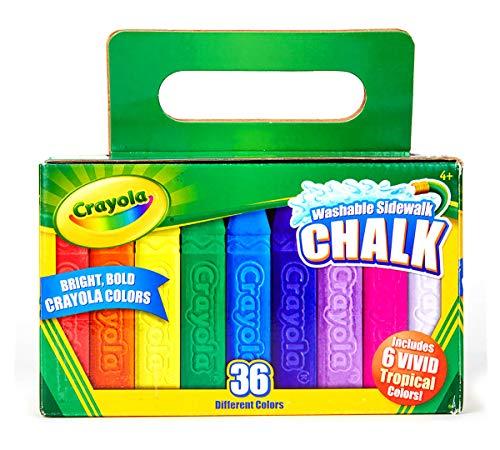 Crayola
4+
Washable Sidewalk
CHALK
BRIGHT, BOLD
CRAYOLA COLORS
Crayola
Crayola
Crayola
Crayola
Includes
6 VIVID
Tropical
Colors!
36
Different Colors